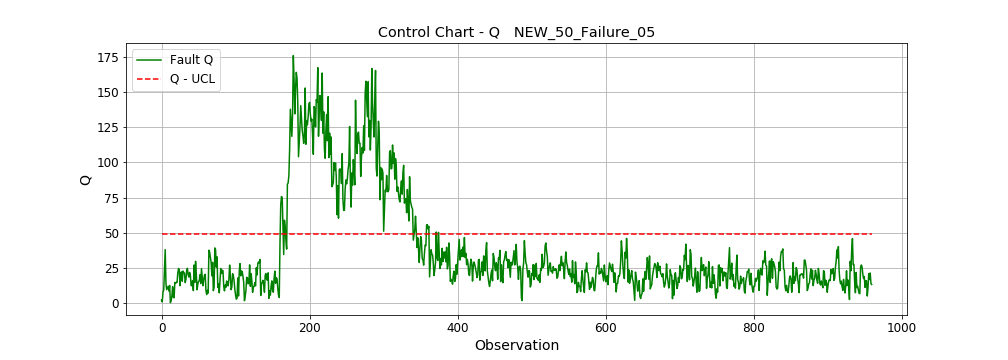 Control Chart - Q   NEW_50_Failure_05
Fault Q
Q - UCL
175
150
125
100
75
50
25
0
Q
0 200 400 600 800 1000
Observation